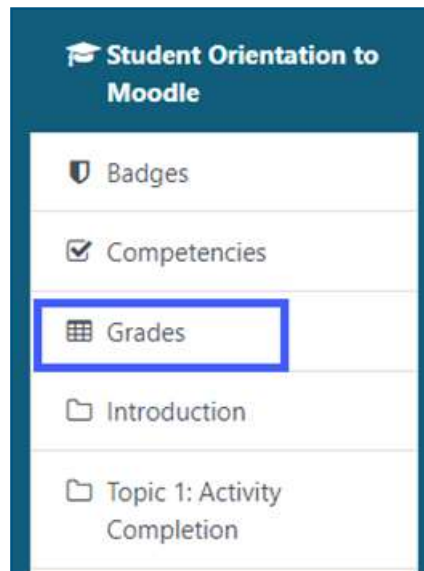 Student Orientation to
Moodle
Badges
Competencies
Grades
Introduction
Topic 1: Activity
Completion